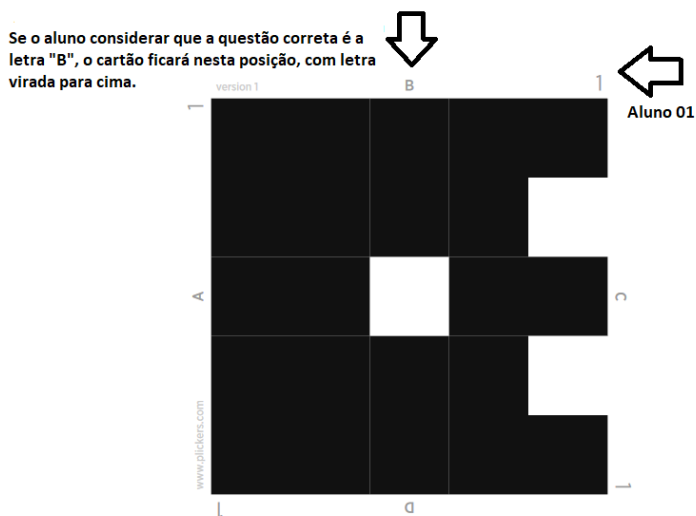 Se o aluno considerar que a questão correta é a
letra "B", o cartão ficará nesta posição, com letra
virada para cima.
version 1
B
1
Aluno 01
1
A
C
www.plickers.com
1
D
1